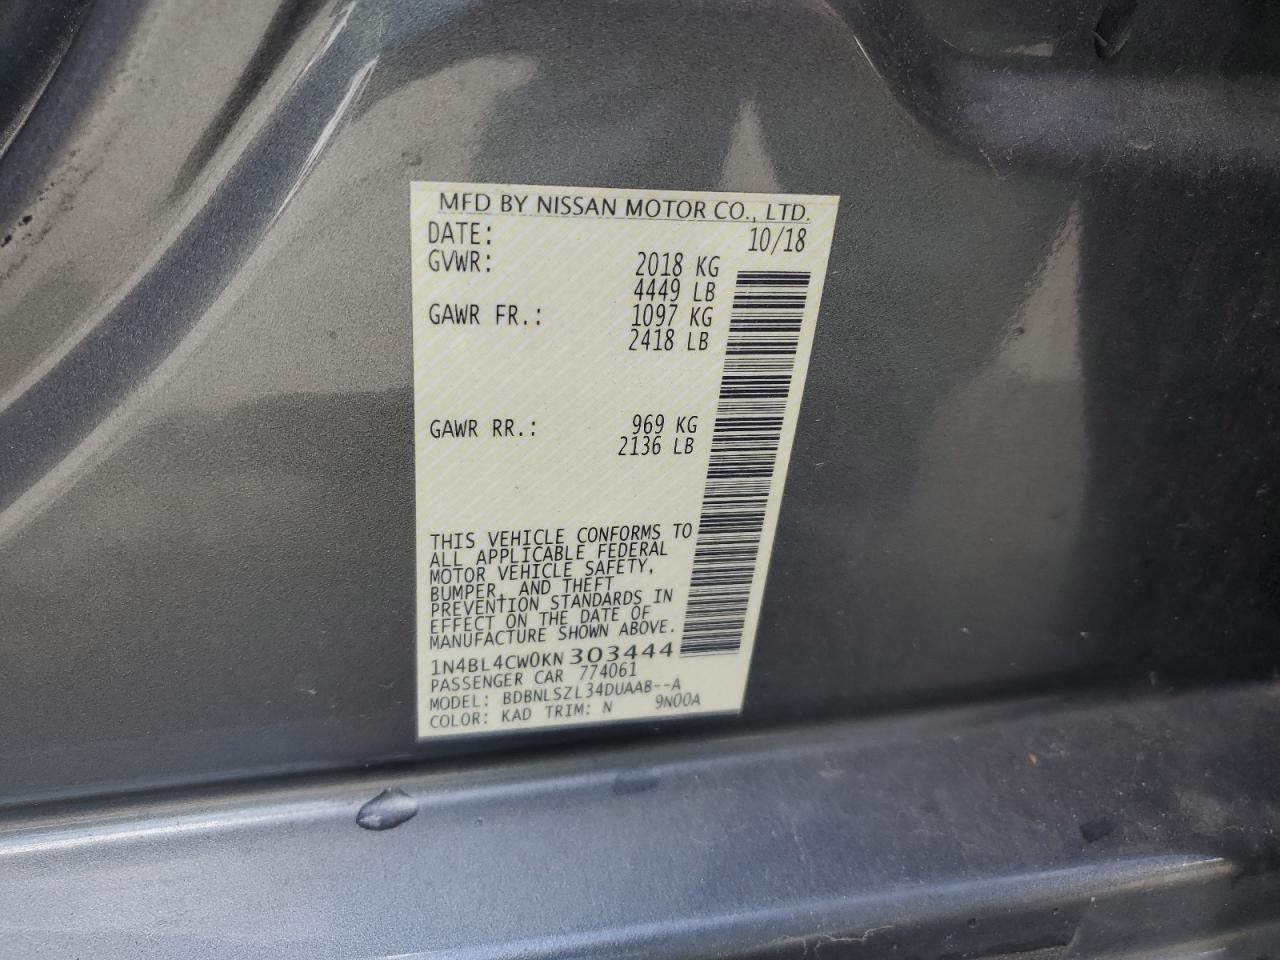 MFD BY NISSAN MOTOR CO., LTD.
DATE: 10/18
GVWR: 2018 KG
4449 LB
GAWR FR.: 1097 KG
2418 LB
GAWR RR.: 969 KG
2136 LB
THIS VEHICLE CONFORMS TO
ALL APPLICABLE FEDERAL
MOTOR VEHICLE SAFETY,
BUMPER, AND THEFT
PREVENTION STANDARDS IN
EFFECT ON THE DATE OF
MANUFACTURE SHOWN ABOVE.
1N4BL4CW0KN303444
PASSENGER CAR 774061
MODEL: BDBNLSZL34DUAAB--A
COLOR: KAD TRIM: N 9N00A